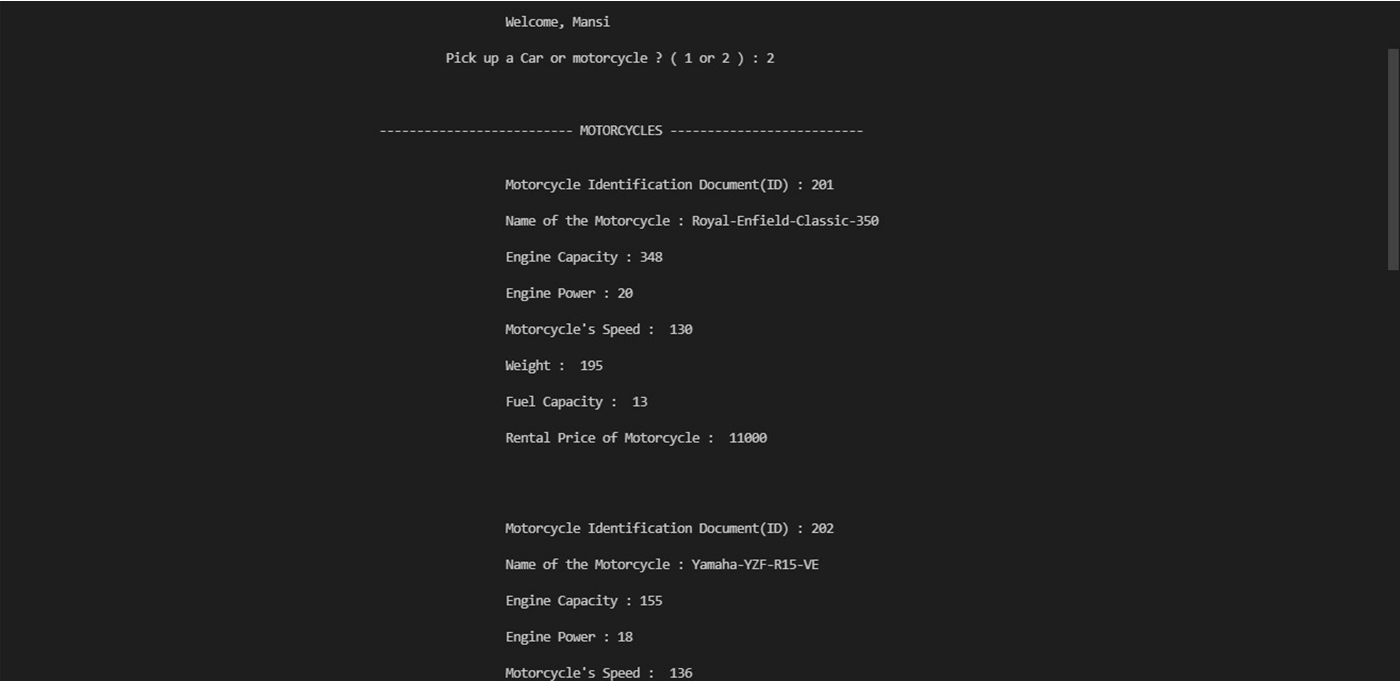 Welcome, Mansi
Pick up a Car or motorcycle ? ( 1 or 2 ) : 2
-------------------------- MOTORCYCLES --------------------------
Motorcycle Identification Document(ID) : 201
Name of the Motorcycle : Royal-Enfield-Classic-350
Engine Capacity : 348
Engine Power : 20
Motorcycle's Speed :  130
Weight :  195
Fuel Capacity :  13
Rental Price of Motorcycle :  11000
Motorcycle Identification Document(ID) : 202
Name of the Motorcycle : Yamaha-YZF-R15-VE
Engine Capacity : 155
Engine Power : 18
Motorcycle's Speed :  136